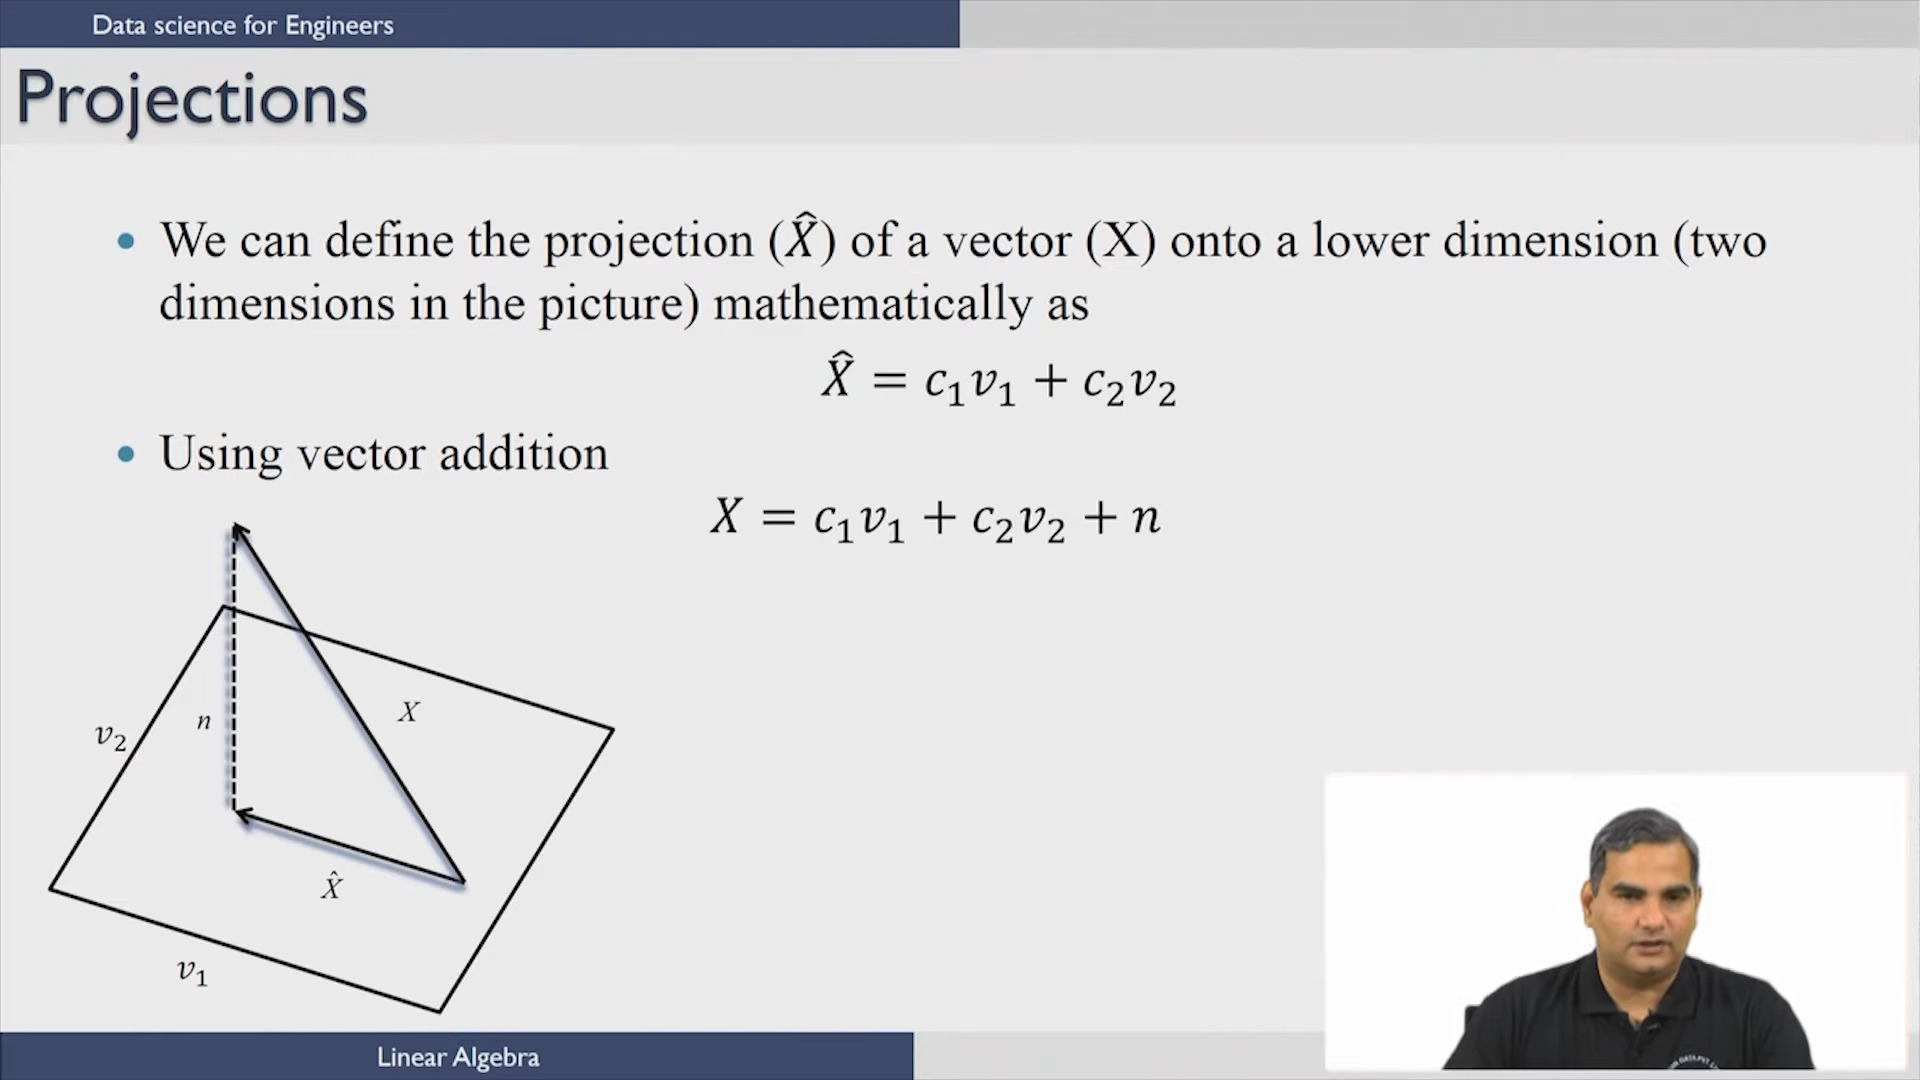 Data science for Engineers
Projections
• We can define the projection (X̂) of a vector (X) onto a lower dimension (two
dimensions in the picture) mathematically as
X̂ = c₁v₁ + c₂v₂
• Using vector addition
X = c₁v₁ + c₂v₂ + n
v₂
n
X
X̂
v₁
Linear Algebra